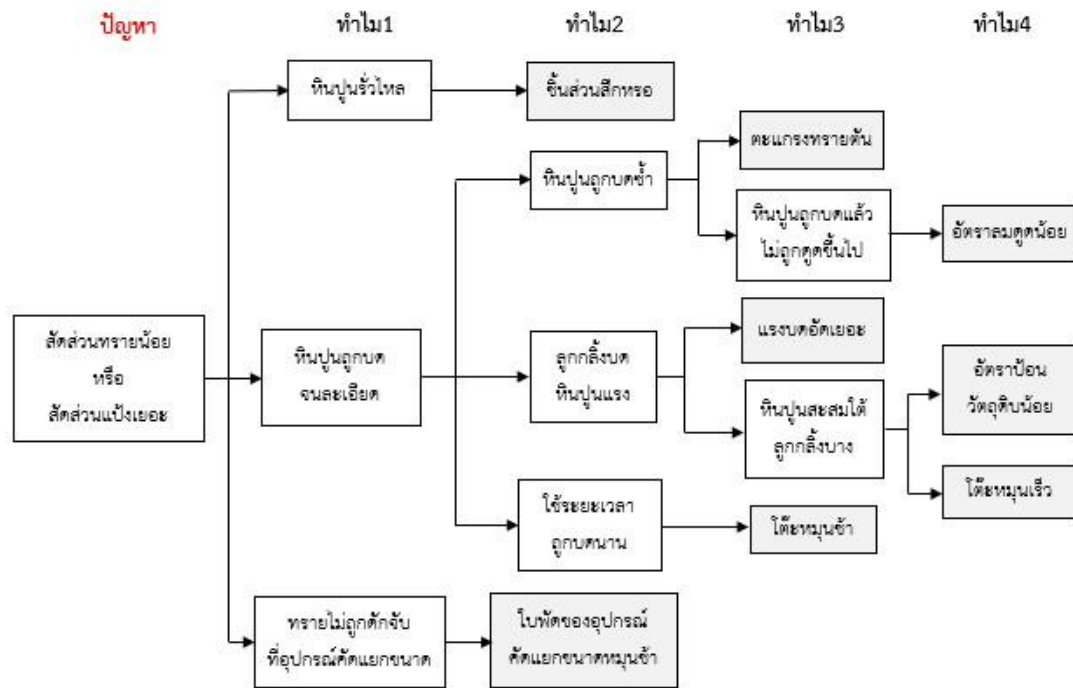 ปัญหา
ทำไม1
ทำไม2
ทำไม3
ทำไม4
หินปูนรั่วไหล
ชิ้นส่วนสึกหรอ
ตะแกรงทรายตัน
หินปูนถูกบดซ้ำ
หินปูนถูกบดแล้ว
ไม่ถูกดูดขึ้นไป
อัตราลมดูดน้อย
สัดส่วนทรายน้อย
หรือ
สัดส่วนแป้งเยอะ
หินปูนถูกบด
จนละเอียด
ลูกกลิ้งบด
หินปูนแรง
แรงบดอัดเยอะ
หินปูนสะสมใต้
ลูกกลิ้งบาง
อัตราป้อน
วัตถุดิบน้อย
โต๊ะหมุนเร็ว
ใช้ระยะเวลา
ถูกบดนาน
โต๊ะหมุนช้า
ทรายไม่ถูกดักจับ
ที่อุปกรณ์คัดแยกขนาด
ใบพัดของอุปกรณ์
คัดแยกขนาดหมุนช้า